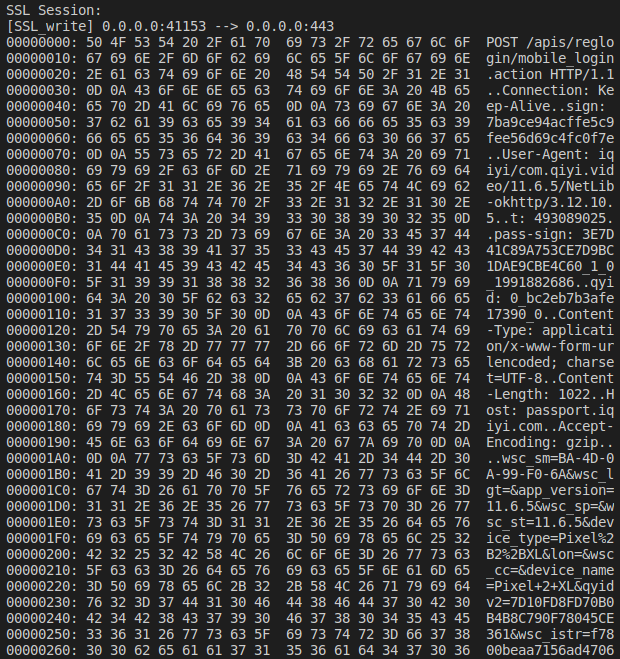 SSL Session:
[SSL_write] 0.0.0.0:41153 --> 0.0.0.0:443
00000000: 50 4F 53 54 20 2F 61 70  69 73 2F 72 65 67 6C 6F   POST /apis/reglo
00000010: 67 69 6E 2F 6D 6F 62 69  6C 65 5F 6C 6F 67 69 6E   gin/mobile_login
00000020: 2E 61 63 74 69 6F 6E 20  48 54 54 50 2F 31 2E 31   .action HTTP/1.1
00000030: 0D 0A 43 6F 6E 6E 65 63  74 69 6F 6E 3A 20 4B 65   ..Connection: Ke
00000040: 65 70 2D 41 6C 69 76 65  0D 0A 73 69 67 6E 3A 20   ep-Alive..sign:
00000050: 37 62 61 39 63 65 39 34  61 63 66 66 65 35 63 39   7ba9ce94acffe5c9
00000060: 66 65 65 35 36 64 36 39  63 34 66 63 30 66 37 65   fee56d69c4fc0f7e
00000070: 0D 0A 55 73 65 72 2D 41  67 65 6E 74 3A 20 69 71   ..User-Agent: iq
00000080: 69 79 69 2F 63 6F 6D 2E  71 69 79 69 2E 76 69 64   iyi/com.qiyi.vid
00000090: 65 6F 2F 31 31 2E 36 2E  35 2F 4E 65 74 4C 69 62   eo/11.6.5/NetLib
000000A0: 2D 6F 6B 68 74 74 70 2F  33 2E 31 32 2E 31 30 2E   -okhttp/3.12.10.
000000B0: 35 0D 0A 74 3A 20 34 39  33 30 38 39 30 32 35 0D   5..t: 493089025.
000000C0: 0A 70 61 73 73 2D 73 69  67 6E 3A 20 33 45 37 44   .pass-sign: 3E7D
000000D0: 34 31 43 38 39 41 37 35  33 43 45 37 44 39 42 43   41C89A753CE7D9BC
000000E0: 31 44 41 45 39 43 42 45  34 43 36 30 5F 31 5F 30   1DAE9CBE4C60_1_0
000000F0: 5F 31 39 39 31 38 38 32  36 38 36 0D 0A 71 79 69   _1991882686..qyi
00000100: 64 3A 20 30 5F 62 63 32  65 62 37 62 33 61 66 65   d: 0_bc2eb7b3afe
00000110: 31 37 33 39 30 5F 30 0D  0A 43 6F 6E 74 65 6E 74   17390_0..Content
00000120: 2D 54 79 70 65 3A 20 61  70 70 6C 69 63 61 74 69   -Type: applicati
00000130: 6F 6E 2F 78 2D 77 77 77  2D 66 6F 72 6D 2D 75 72   on/x-www-form-ur
00000140: 6C 65 6E 63 6F 64 65 64  3B 20 63 68 61 72 73 65   lencoded; charse
00000150: 74 3D 55 54 46 2D 38 0D  0A 43 6F 6E 74 65 6E 74   t=UTF-8..Content
00000160: 2D 4C 65 6E 67 74 68 3A  20 31 30 32 32 0D 0A 48   -Length: 1022..H
00000170: 6F 73 74 3A 20 70 61 73  73 70 6F 72 74 2E 69 71   ost: passport.iq
00000180: 69 79 69 2E 63 6F 6D 0D  0A 41 63 63 65 70 74 2D   iyi.com..Accept-
00000190: 45 6E 63 6F 64 69 6E 67  3A 20 67 7A 69 70 0D 0A   Encoding: gzip..
000001A0: 0D 0A 77 73 63 5F 73 6D  3D 42 41 2D 34 44 2D 30   ..wsc_sm=BA-4D-0
000001B0: 41 2D 39 39 2D 46 30 2D  36 41 26 77 73 63 5F 6C   A-99-F0-6A&wsc_l
000001C0: 67 74 3D 26 61 70 70 5F  76 65 72 73 69 6F 6E 3D   gt=&app_version=
000001D0: 31 31 2E 36 2E 35 26 77  73 63 5F 73 70 3D 26 77   11.6.5&wsc_sp=&w
000001E0: 73 63 5F 73 74 3D 31 31  2E 36 2E 35 26 64 65 76   sc_st=11.6.5&dev
000001F0: 69 63 65 5F 74 79 70 65  3D 50 69 78 65 6C 25 32   ice_type=Pixel%2
00000200: 42 32 25 32 42 58 4C 26  6C 6F 6E 3D 26 77 73 63   B2%2BXL&lon=&wsc
00000210: 5F 63 63 3D 26 64 65 76  69 63 65 5F 6E 61 6D 65   _cc=&device_name
00000220: 3D 50 69 78 65 6C 2B 32  2B 58 4C 26 71 79 69 64   =Pixel+2+XL&qyid
00000230: 76 32 3D 37 44 31 30 46  44 38 46 44 37 30 42 30   v2=7D10FD8FD70B0
00000240: 42 34 42 38 43 37 39 30  46 37 38 30 34 35 43 45   B4B8C790F78045CE
00000250: 33 36 31 26 77 73 63 5F  69 73 74 72 3D 66 37 38   361&wsc_istr=f78
00000260: 30 30 62 65 61 61 37 31  35 36 61 64 34 37 30 36   00beaa7156ad4706